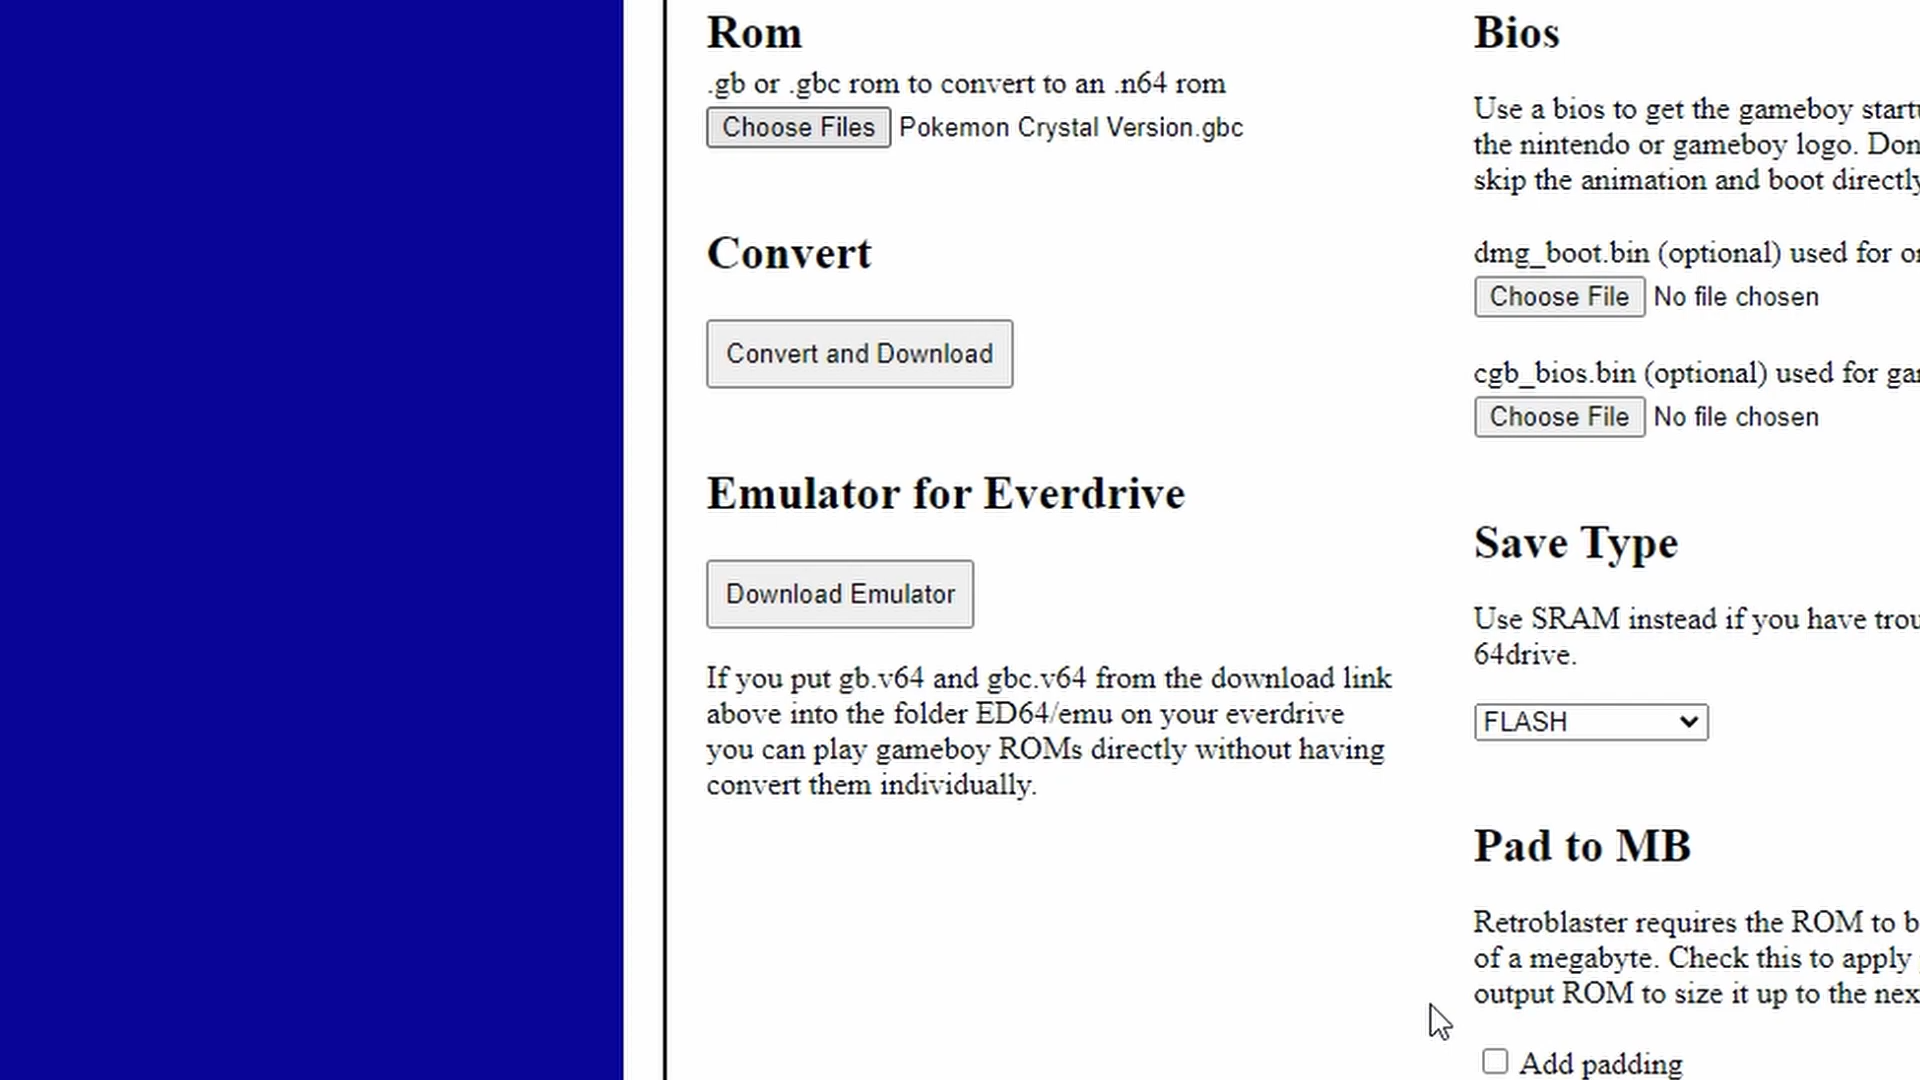 Rom
.gb or .gbc rom to convert to an .n64 rom
Choose Files Pokemon Crystal Version.gbc
Convert
Convert and Download
Emulator for Everdrive
Download Emulator
If you put gb.v64 and gbc.v64 from the download link
above into the folder ED64/emu on your everdrive
you can play gameboy ROMs directly without having
convert them individually.
Bios
Use a bios to get the gameboy
the nintendo or gameboy logo.
skip the animation and boot directly
dmg_boot.bin (optional) used for
Choose File No file chosen
cgb_bios.bin (optional) used for
Choose File No file chosen
Save Type
Use SRAM instead if you have
64drive.
FLASH
Pad to MB
Retroblaster requires the ROM to
of a megabyte. Check this to apply
output ROM to size it up to the
Add padding